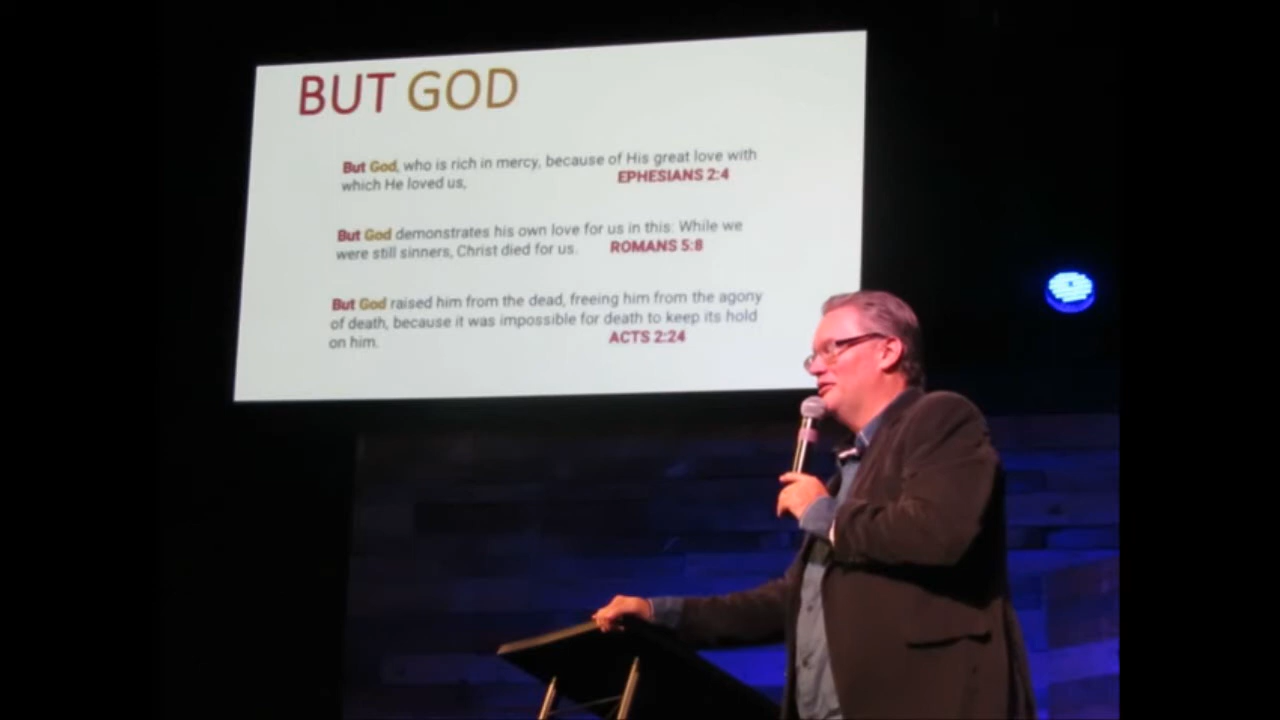 BUT GOD
But God, who is rich in mercy, because of His great love with
which He loved us, EPHESIANS 2:4
But God demonstrates his own love for us in this: While we
were still sinners, Christ died for us. ROMANS 5:8
But God raised him from the dead, freeing him from the agony
of death, because it was impossible for death to keep its hold
on him. ACTS 2:24